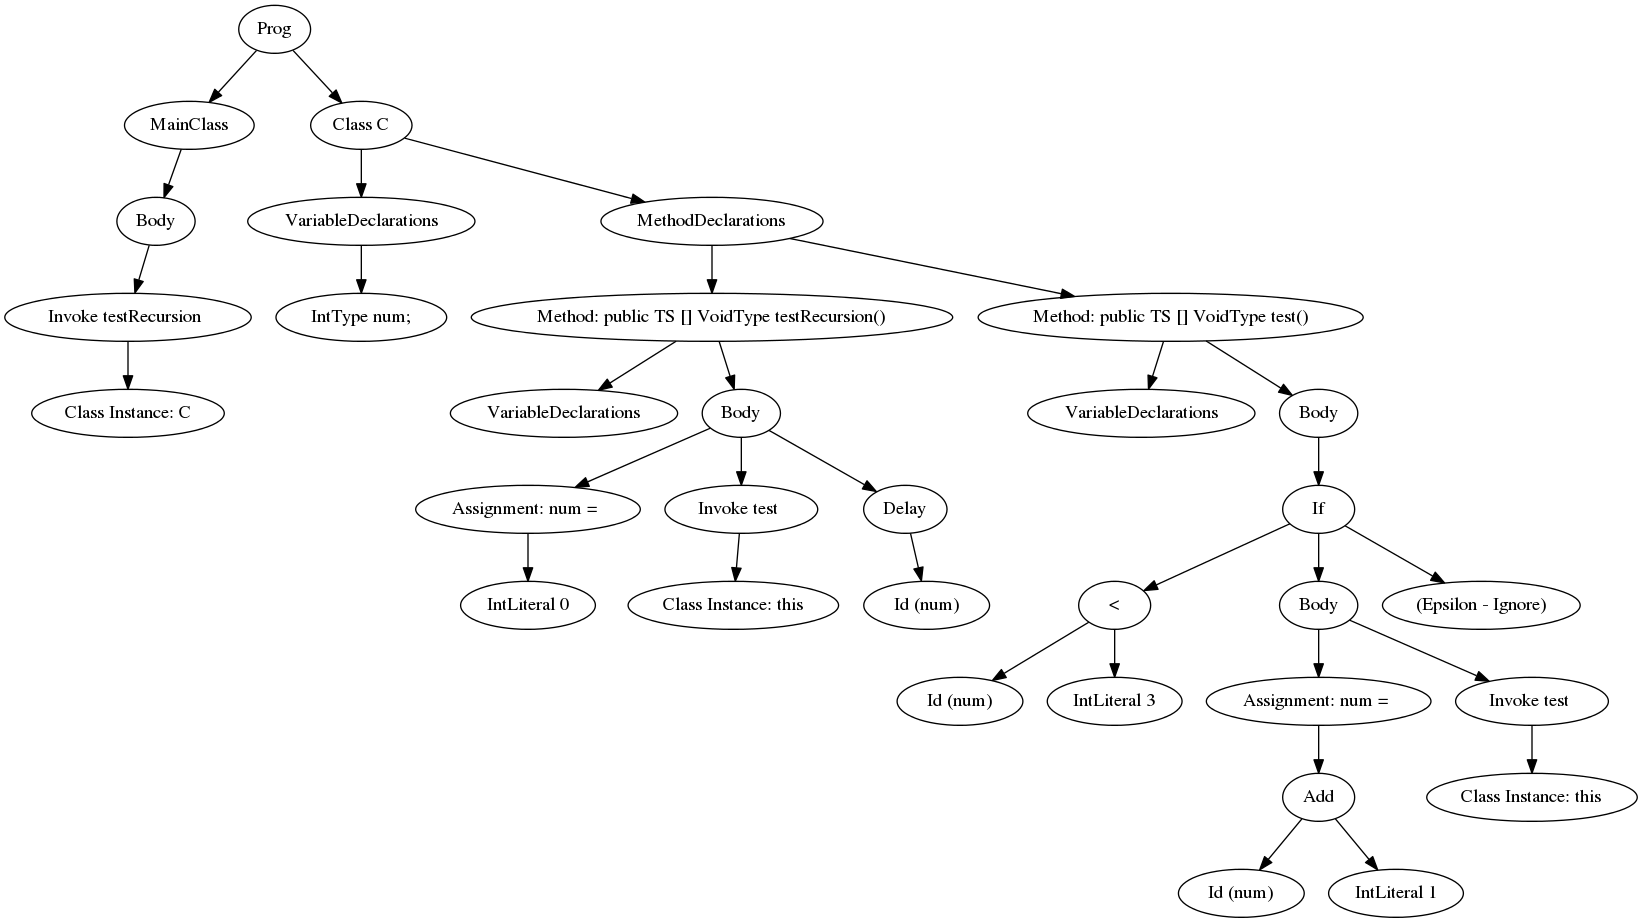 Prog
MainClass
Class C
Body
VariableDeclarations
MethodDeclarations
Invoke testRecursion
IntType num;
Method: public TS [] VoidType testRecursion()
Method: public TS [] VoidType test()
Class Instance: C
VariableDeclarations
Body
VariableDeclarations
Body
Assignment: num =
Invoke test
Delay
If
IntLiteral 0
Class Instance: this
Id (num)
<
Body
(Epsilon - Ignore)
Id (num)
IntLiteral 3
Assignment: num =
Invoke test
Add
Class Instance: this
Id (num)
IntLiteral 1